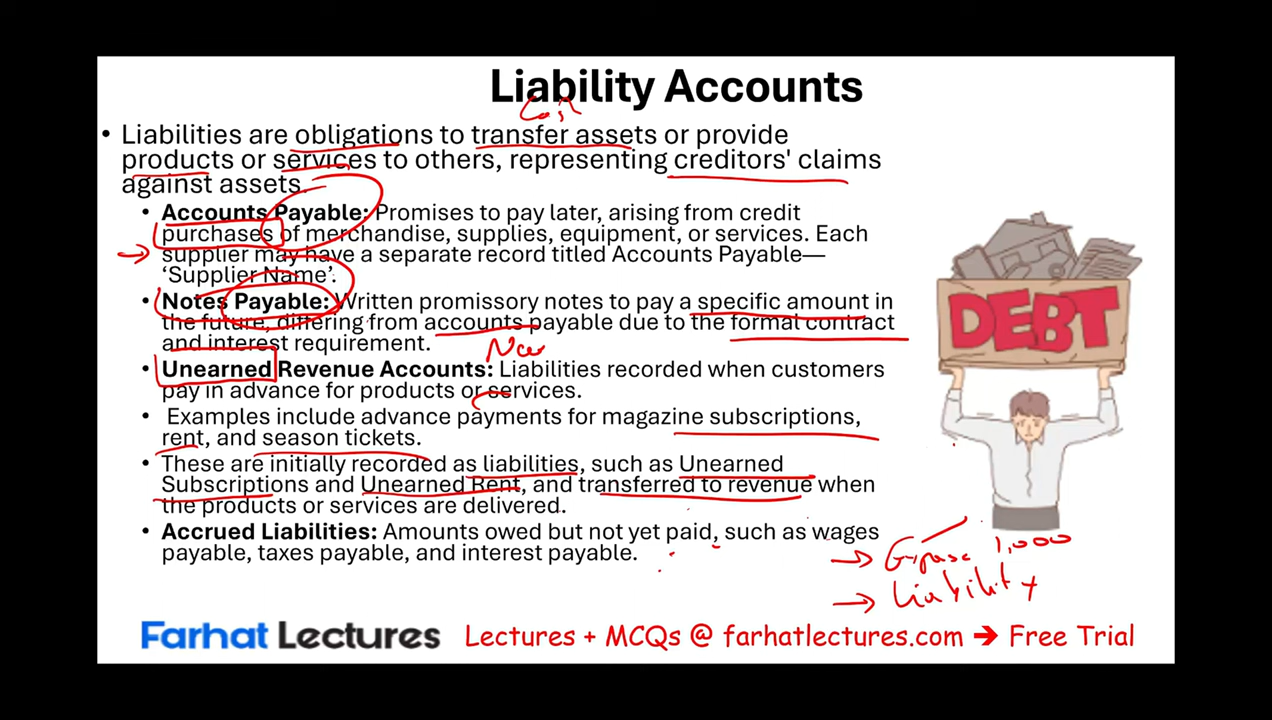 Liability Accounts
• Liabilities are obligations to transfer assets or provide
products or services to others, representing creditors' claims
against assets.
• Accounts Payable: Promises to pay later, arising from credit
purchases of merchandise, supplies, equipment, or services. Each
supplier may have a separate record titled Accounts Payable—
‘Supplier Name’.
• Notes Payable: Written promissory notes to pay a specific amount in
the future, differing from accounts payable due to the formal contract
and interest requirement.
• Unearned Revenue Accounts: Liabilities recorded when customers
pay in advance for products or services.
• Examples include advance payments for magazine subscriptions,
rent, and season tickets.
• These are initially recorded as liabilities, such as Unearned
Subscriptions and Unearned Rent, and transferred to revenue when
the products or services are delivered.
• Accrued Liabilities: Amounts owed but not yet paid, such as wages
payable, taxes payable, and interest payable.
DEBT
→ Expense 1,000
→ Liability
Farhat Lectures
Lectures + MCQs @ farhatlectures.com → Free Trial